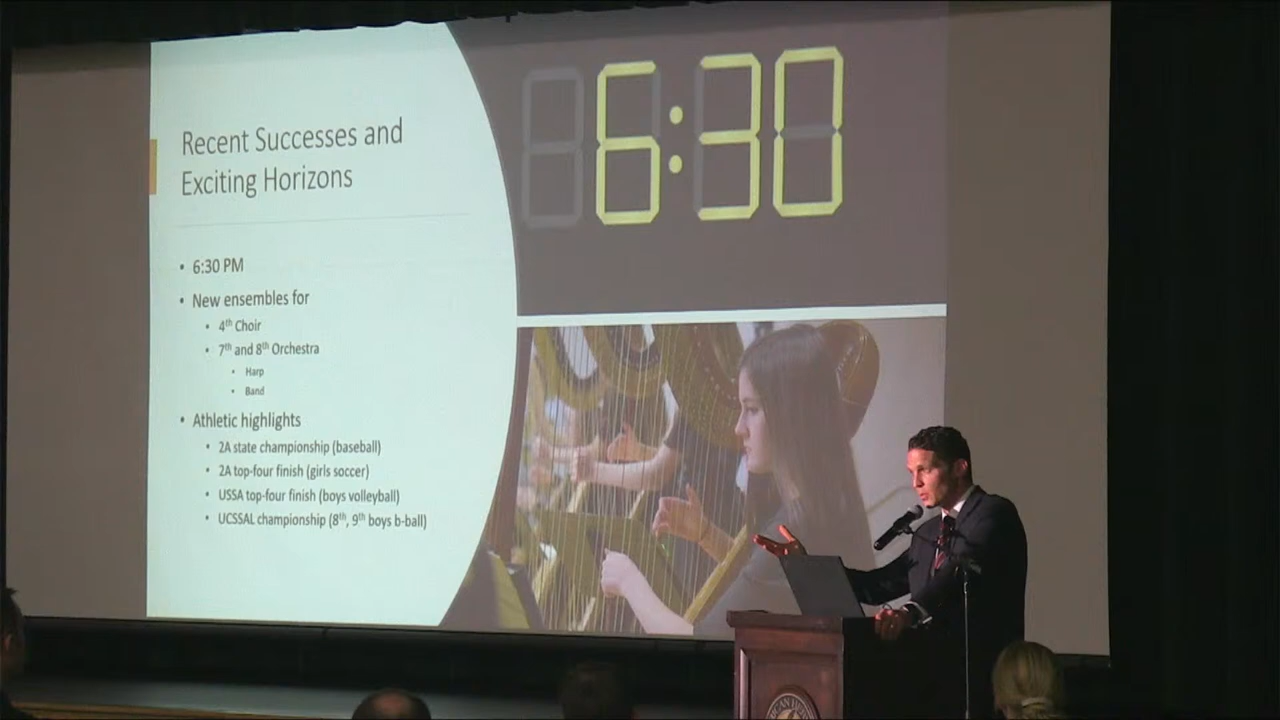 Recent Successes and
Exciting Horizons
6:30
• 6:30 PM
• New ensembles for
• 4th Choir
• 7th and 8th Orchestra
• Harp
• Band
• Athletic highlights
• 2A state championship (baseball)
• 2A top-four finish (girls soccer)
• USSA top-four finish (boys volleyball)
• UCSSAL championship (8th, 9th boys b-ball)